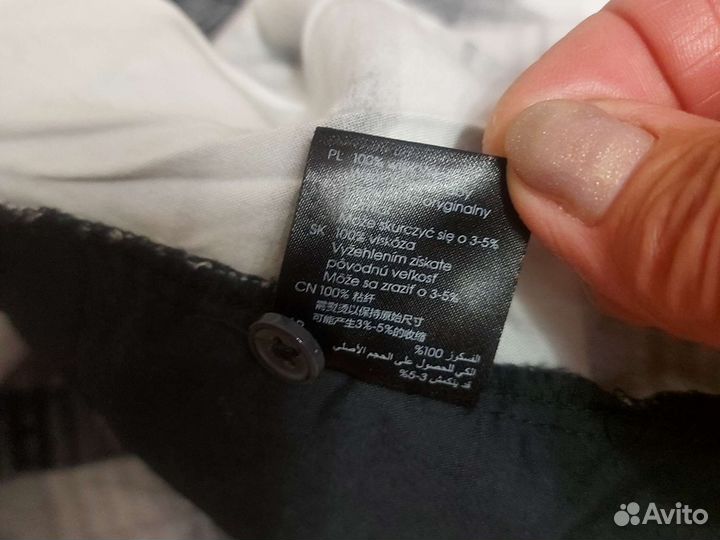 PL 100%
oryginalny
Może skurczyć się o 3-5%
SK 100% viskóza
Vyžehlením získate
pôvodnú veľkosť
Môže sa zraziť o 3-5%
CN 100% 粘纤
需熨烫以保持原始尺寸
可能产生3%-5%的收缩
الفسكوز 100%
الكي للحصول على الحجم الأصلي
قد ينكمش 3-5%
Avito